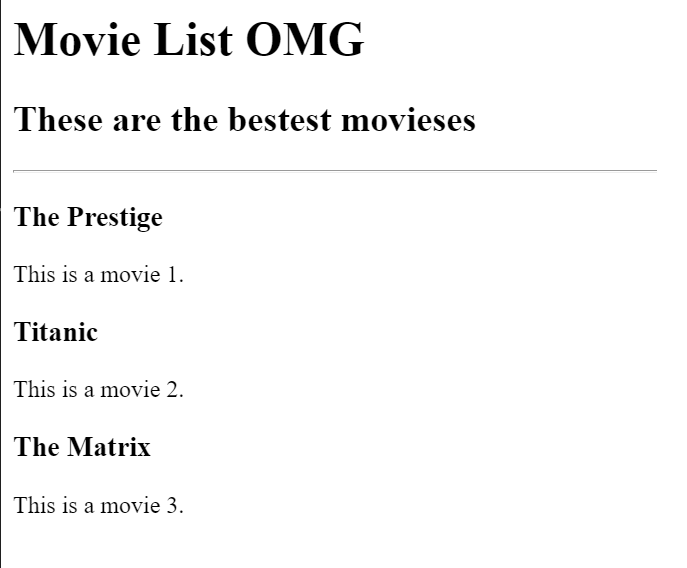 Movie List OMG
These are the bestest movieses
The Prestige
This is a movie 1.
Titanic
This is a movie 2.
The Matrix
This is a movie 3.